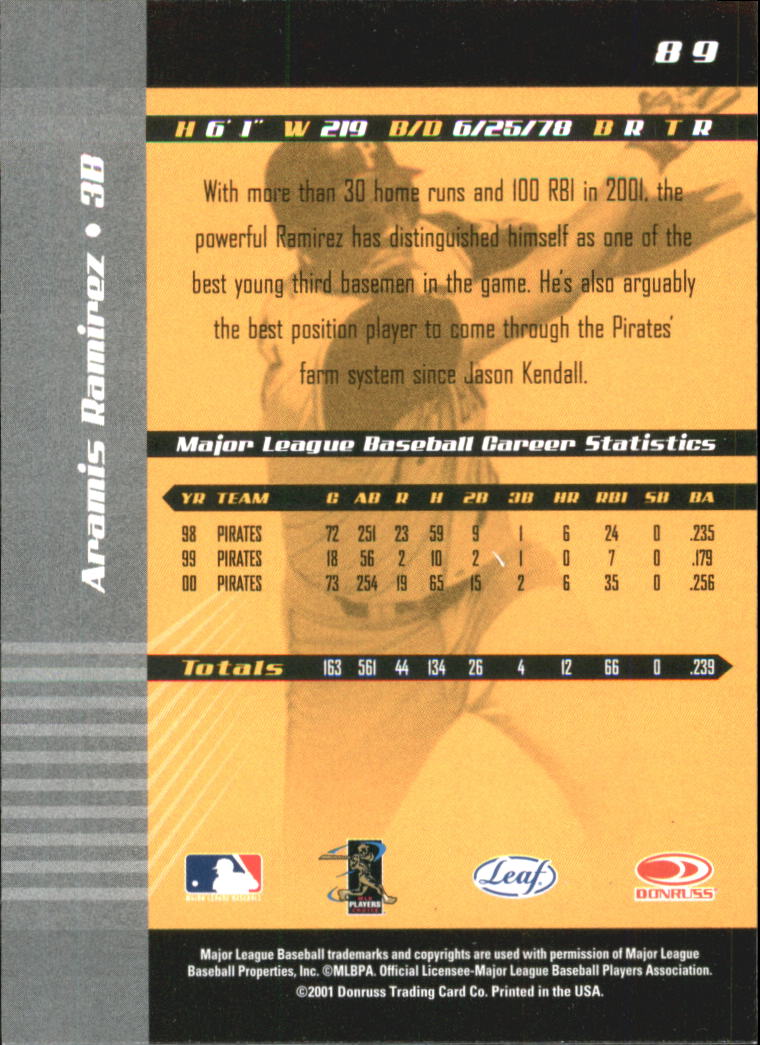 89
H 6' 1" W 219 B/D 6/25/78 B R T R
With more than 30 home runs and 100 RBI in 2001, the
powerful Ramirez has distinguished himself as one of the
best young third basemen in the game. He's also arguably
the best position player to come through the Pirates'
farm system since Jason Kendall.
Aramis Ramirez • 3B
Major League Baseball Career Statistics
YR TEAM G AB R H 2B 3B HR RBI SB BA
98 PIRATES 72 251 23 59 9 1 6 24 0 .235
99 PIRATES 18 56 2 10 2 1 0 7 0 .179
00 PIRATES 73 254 19 65 15 2 6 35 0 .256
Totals 163 561 44 134 26 4 12 66 0 .239
MAJOR LEAGUE BASEBALL
MLB
PLAYERS
CHOICE
Leaf
DONRUSS
Major League Baseball trademarks and copyrights are used with permission of Major League
Baseball Properties, Inc. ©MLBPA. Official Licensee-Major League Baseball Players Association.
©2001 Donruss Trading Card Co. Printed in the USA.